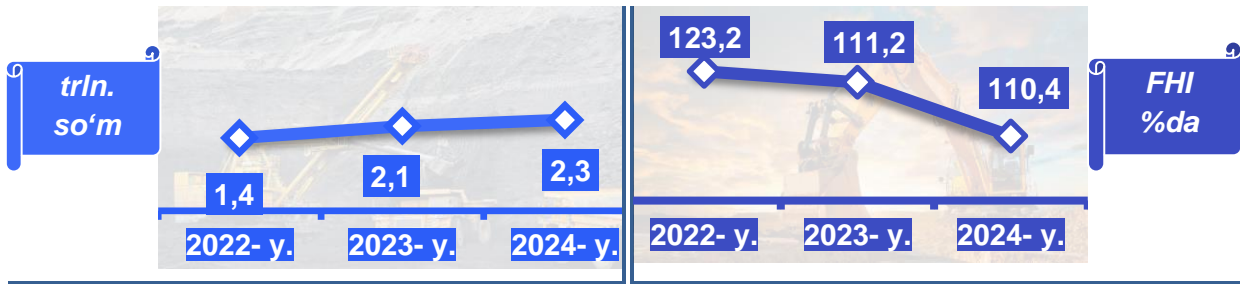 trln.
so‘m
1,4
2,1
2,3
2022- y.
2023- y.
2024- y.
123,2
111,2
110,4
2022- y.
2023- y.
2024- y.
FHI
%da